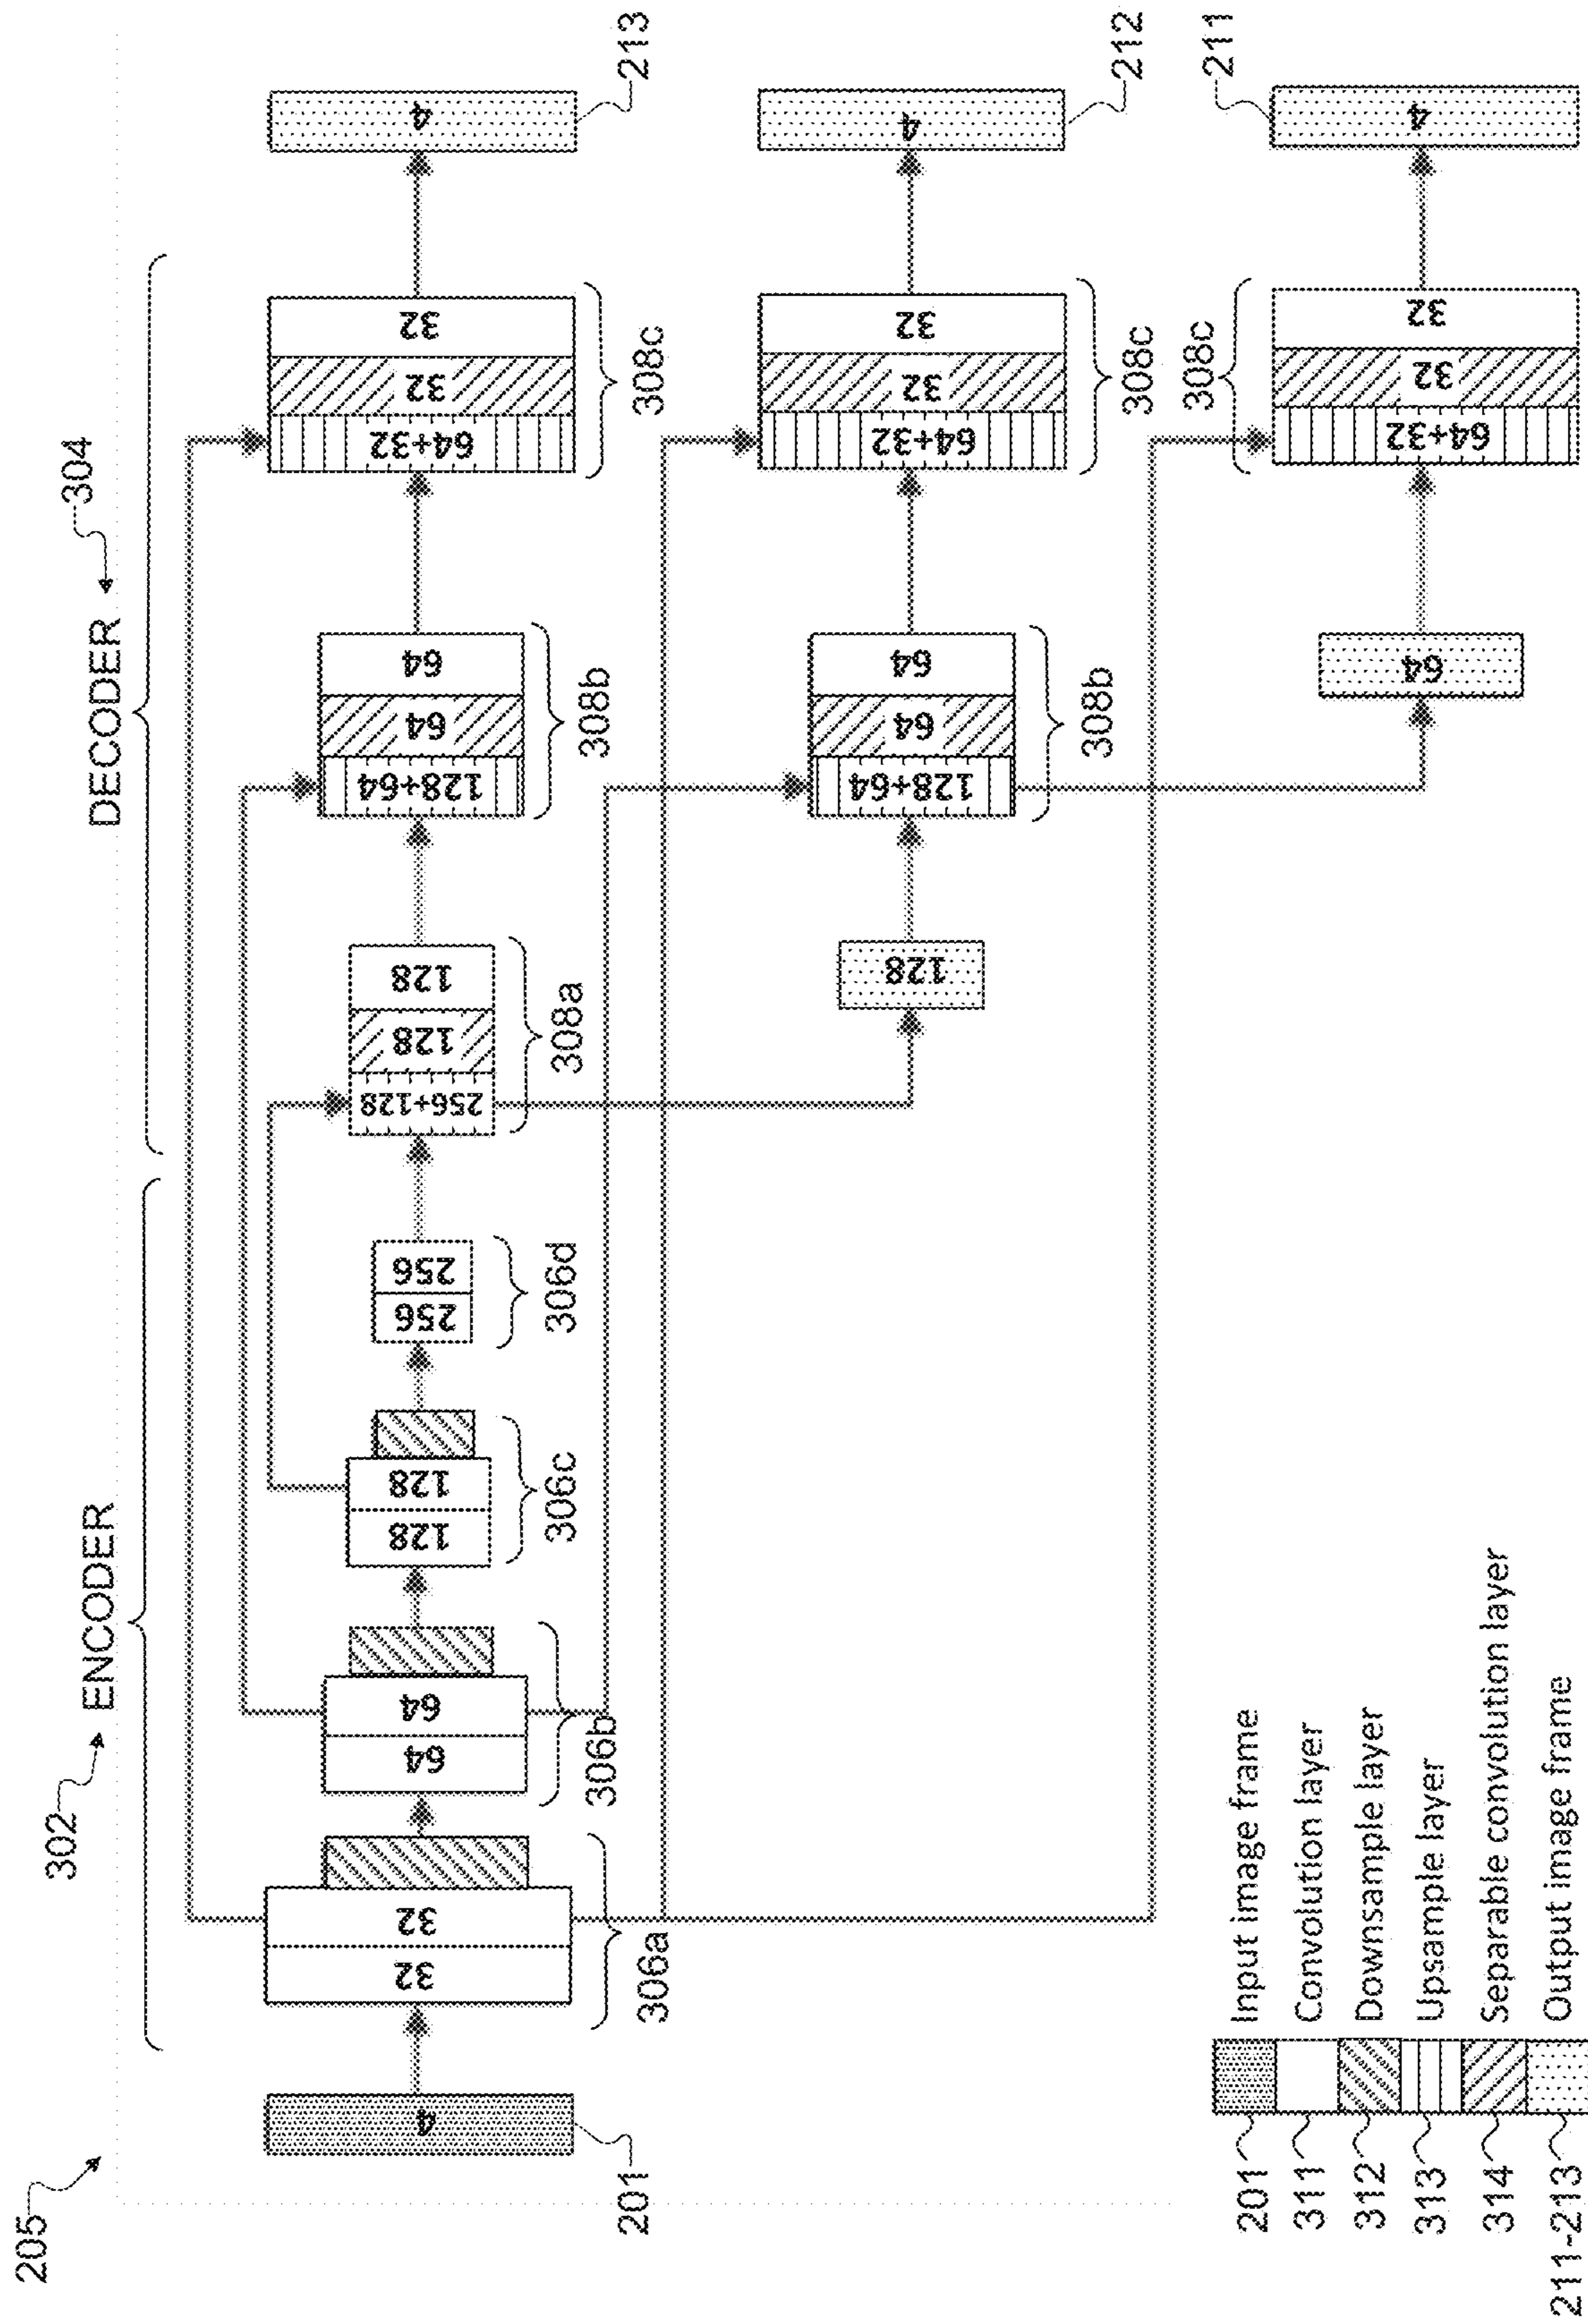 205
302
ENCODER
DECODER
304
4
201
32
32
306a
64
64
306b
128
128
306c
256
256
306d
256+128
128
128
308a
128+64
64
64
308b
64+32
32
32
308c
4
213
128
128+64
64
64
308b
64+32
32
32
308c
4
212
64
64+32
32
32
308c
4
211
201 Input image frame
311 Convolution layer
312 Downsample layer
313 Upsample layer
314 Separable convolution layer
211-213 Output image frame